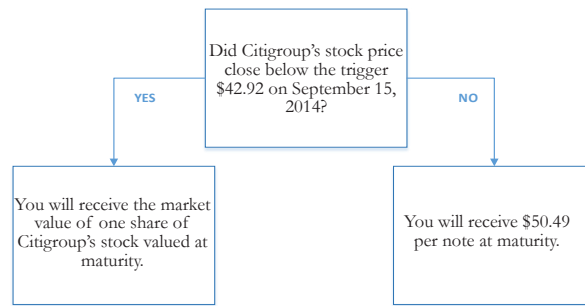 Did Citigroup's stock price
close below the trigger
$42.92 on September 15,
2014?
YES
NO
You will receive the market
value of one share of
Citigroup's stock valued at
maturity.
You will receive $50.49
per note at maturity.